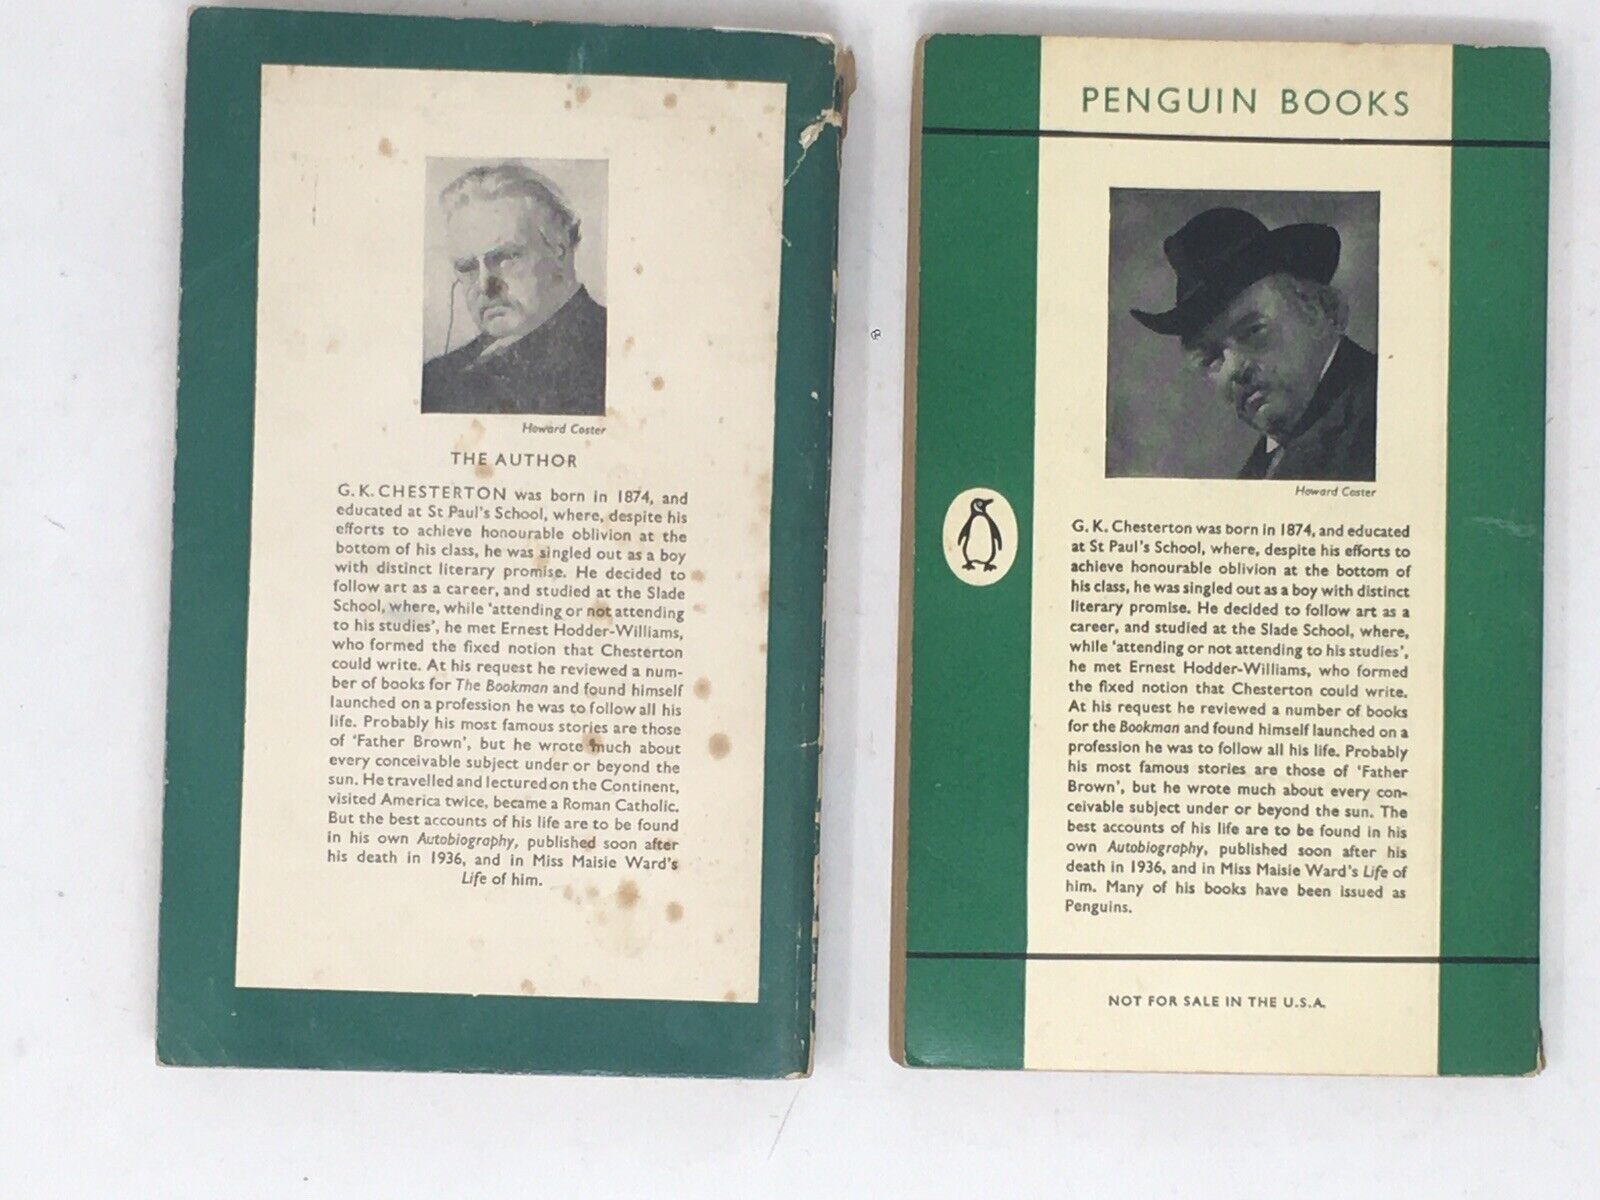 Howard Coster
THE AUTHOR
G. K. CHESTERTON was born in 1874, and
educated at St Paul's School, where, despite his
efforts to achieve honourable oblivion at the
bottom of his class, he was singled out as a boy
with distinct literary promise. He decided to
follow art as a career, and studied at the Slade
School, where, while 'attending or not attending
to his studies', he met Ernest Hodder-Williams,
who formed the fixed notion that Chesterton
could write. At his request he reviewed a num-
ber of books for The Bookman and found himself
launched on a profession he was to follow all his
life. Probably his most famous stories are those
of 'Father Brown', but he wrote much about
every conceivable subject under or beyond the
sun. He travelled and lectured on the Continent,
visited America twice, became a Roman Catholic.
But the best accounts of his life are to be found
in his own Autobiography, published soon after
his death in 1936, and in Miss Maisie Ward's
Life of him.
PENGUIN BOOKS
Howard Coster
G. K. Chesterton was born in 1874, and educated
at St Paul's School, where, despite his efforts to
achieve honourable oblivion at the bottom of
his class, he was singled out as a boy with distinct
literary promise. He decided to follow art as a
career, and studied at the Slade School, where,
while 'attending or not attending to his studies',
he met Ernest Hodder-Williams, who formed
the fixed notion that Chesterton could write.
At his request he reviewed a number of books
for the Bookman and found himself launched on a
profession he was to follow all his life. Probably
his most famous stories are those of 'Father
Brown', but he wrote much about every con-
ceivable subject under or beyond the sun. The
best accounts of his life are to be found in his
own Autobiography, published soon after his
death in 1936, and in Miss Maisie Ward's Life of
him. Many of his books have been issued as
Penguins.
NOT FOR SALE IN THE U.S.A.